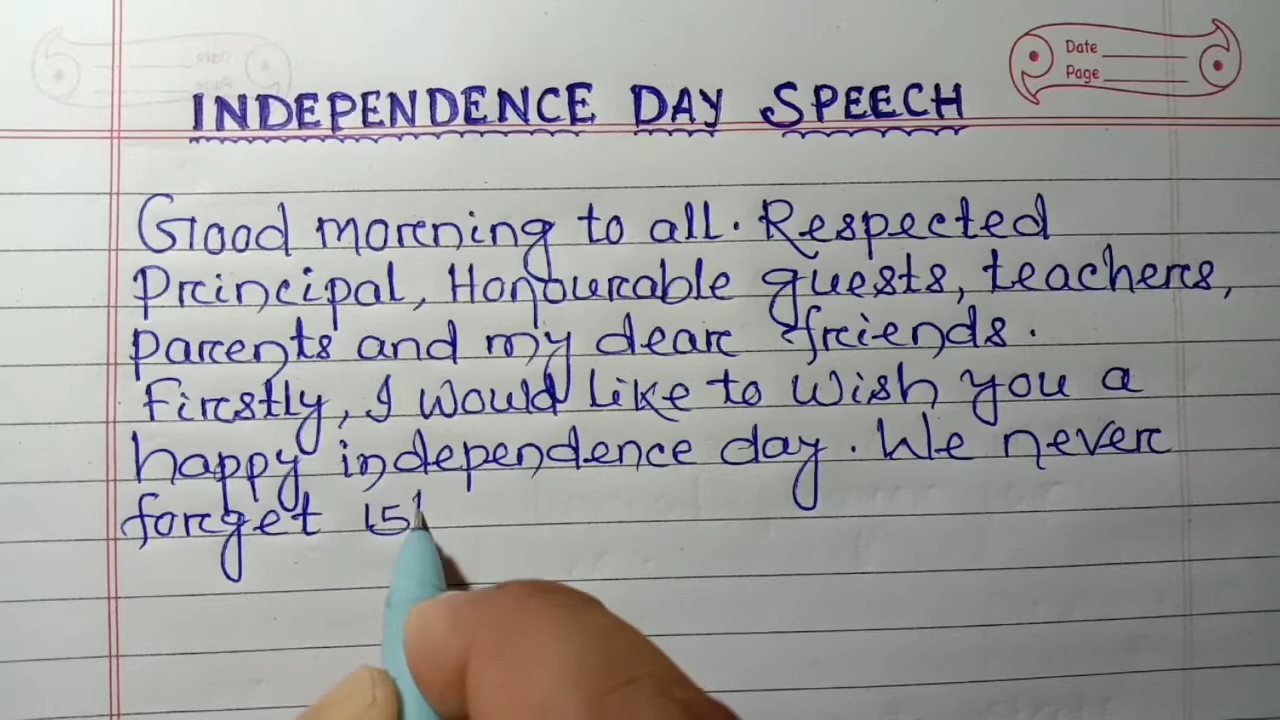 Date
Page
INDEPENDENCE DAY SPEECH
Good morning to all. Respected
Principal, Honourable guests, teachers,
parents and my dear friends.
Firstly, I would like to wish you a
happy independence day. We never
forget 15